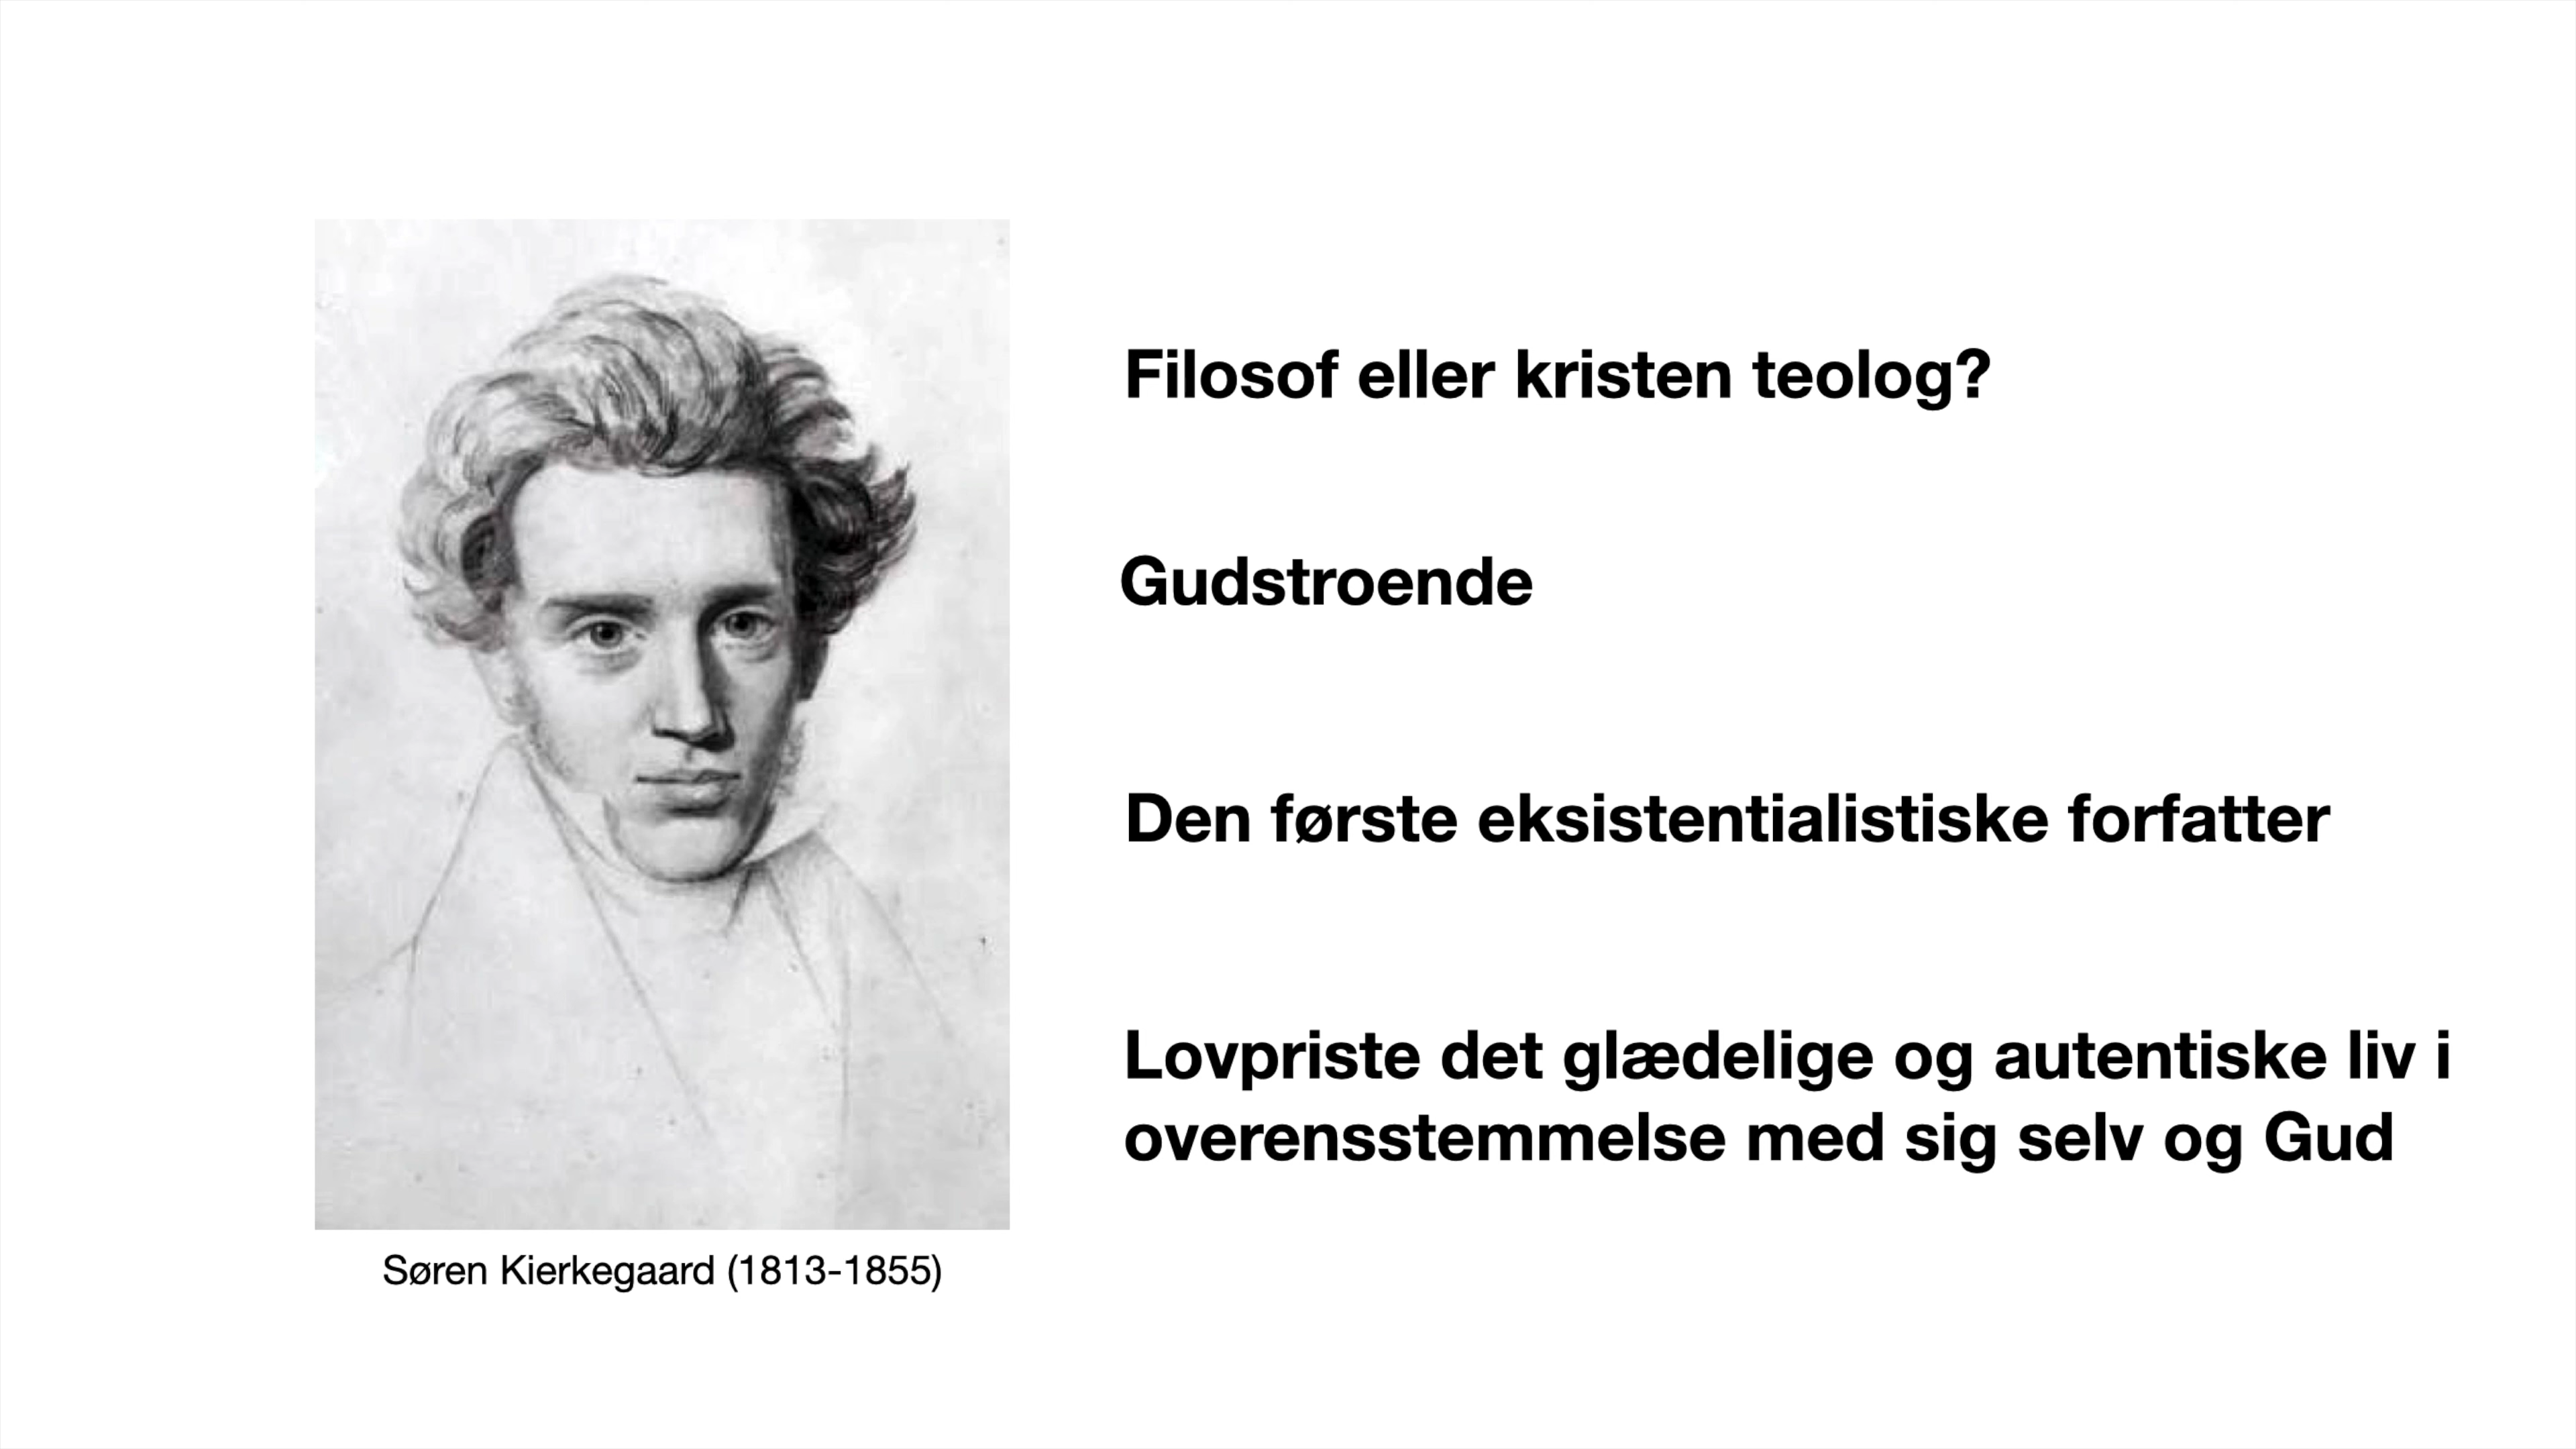 Filosof eller kristen teolog?
Gudstroende
Den første eksistentialistiske forfatter
Lovpriste det glædelige og autentiske liv i
overensstemmelse med sig selv og Gud
Søren Kierkegaard (1813-1855)